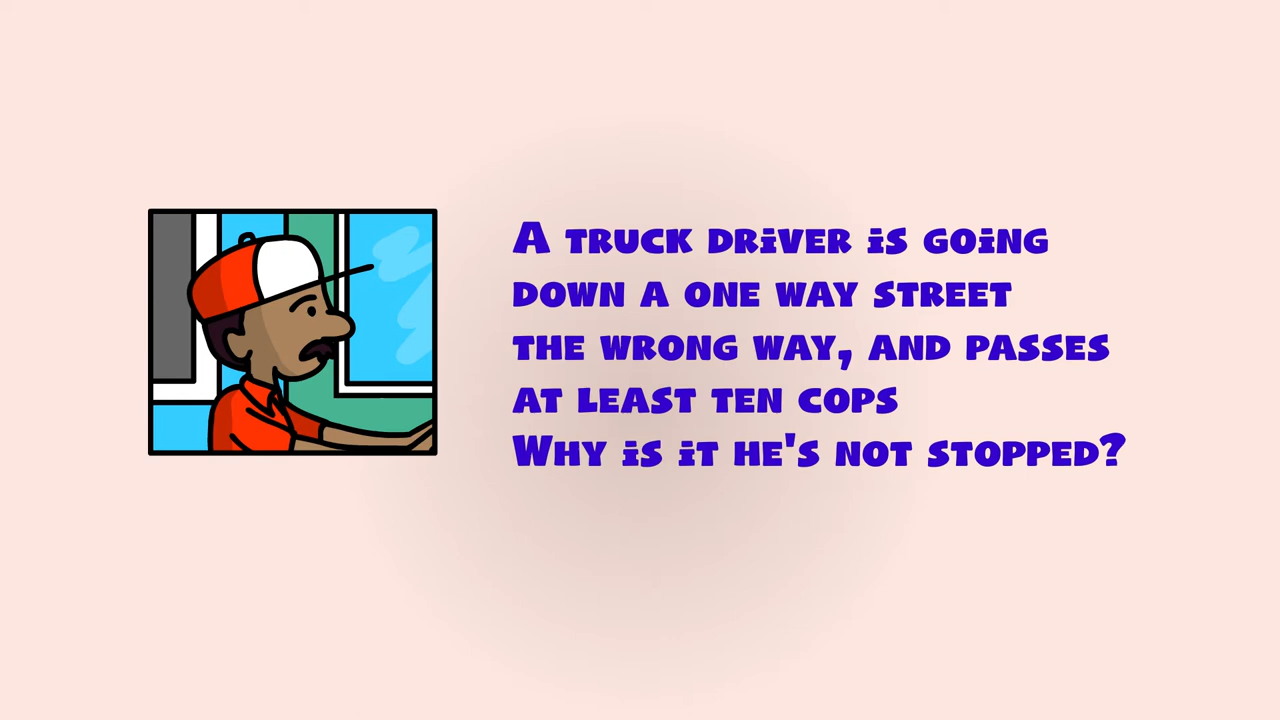 A TRUCK DRiVER iS GOiNG
DOWN A ONE WAY STREET
THE WRONG WAY, AND PASSES
AT LEAST TEN COPS
WHY iS iT HE'S NOT STOPPED?